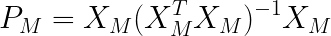 P_M = X_M(X_M^T X_M)^{-1} X_M